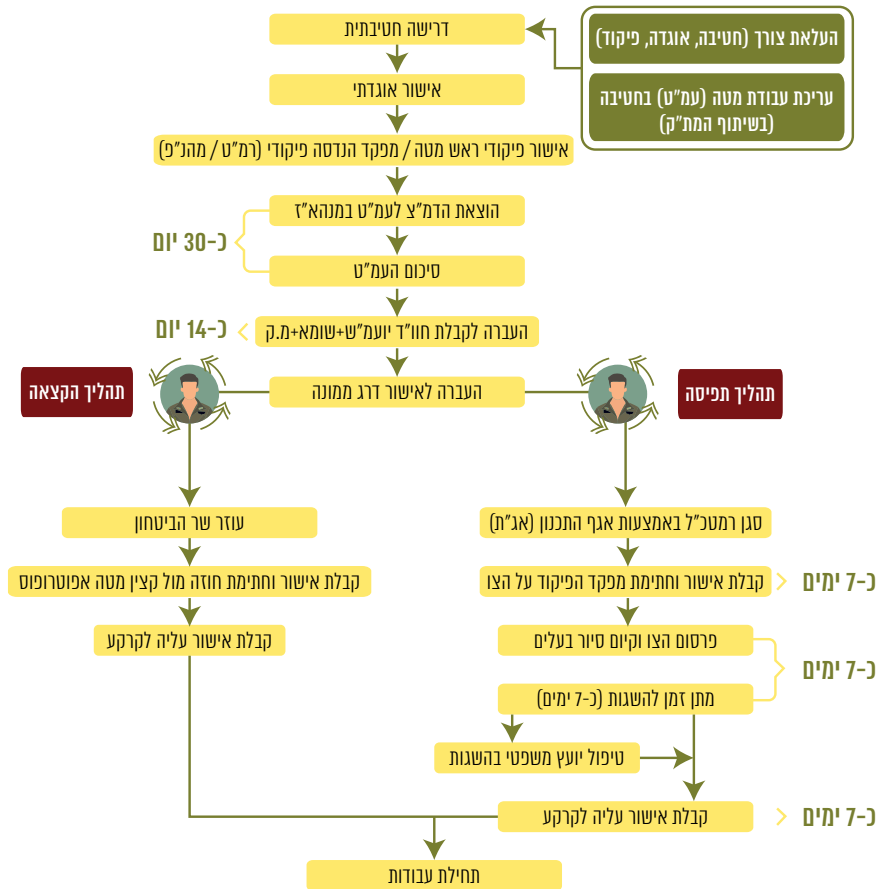 העלאת צורך (חטיבה, אוגדה, פיקוד)
עריכת עבודת מטה (עמ"ט) בחטיבה
(בשיתוף המת"ק)
דרישה חטיבתית
אישור אוגדתי
אישור פיקודי ראש מטה / מפקד הנדסה פיקודי (רמ"ט / מהנ"פ)
הוצאת הדמ"צ לעמ"ט במנהא"ז
כ-30 יום
סיכום העמ"ט
העברה לקבלת חוו"ד יועמ"ש+שומא+מ.ק
כ-14 יום
תהליך תפיסה
העברה לאישור דרג ממונה
תהליך הקצאה
סגן רמטכ"ל באמצעות אגף התכנון (אג"ת)
עוזר שר הביטחון
כ-7 ימים
קבלת אישור וחתימת מפקד הפיקוד על הצו
קבלת אישור וחתימת חוזה מול קצין מטה אפוטרופוס
פרסום הצו וקיום סיור בעלים
קבלת אישור עליה לקרקע
כ-7 ימים
מתן זמן להשגות (כ-7 ימים)
טיפול יועץ משפטי בהשגות
כ-7 ימים
קבלת אישור עליה לקרקע
תחילת עבודות